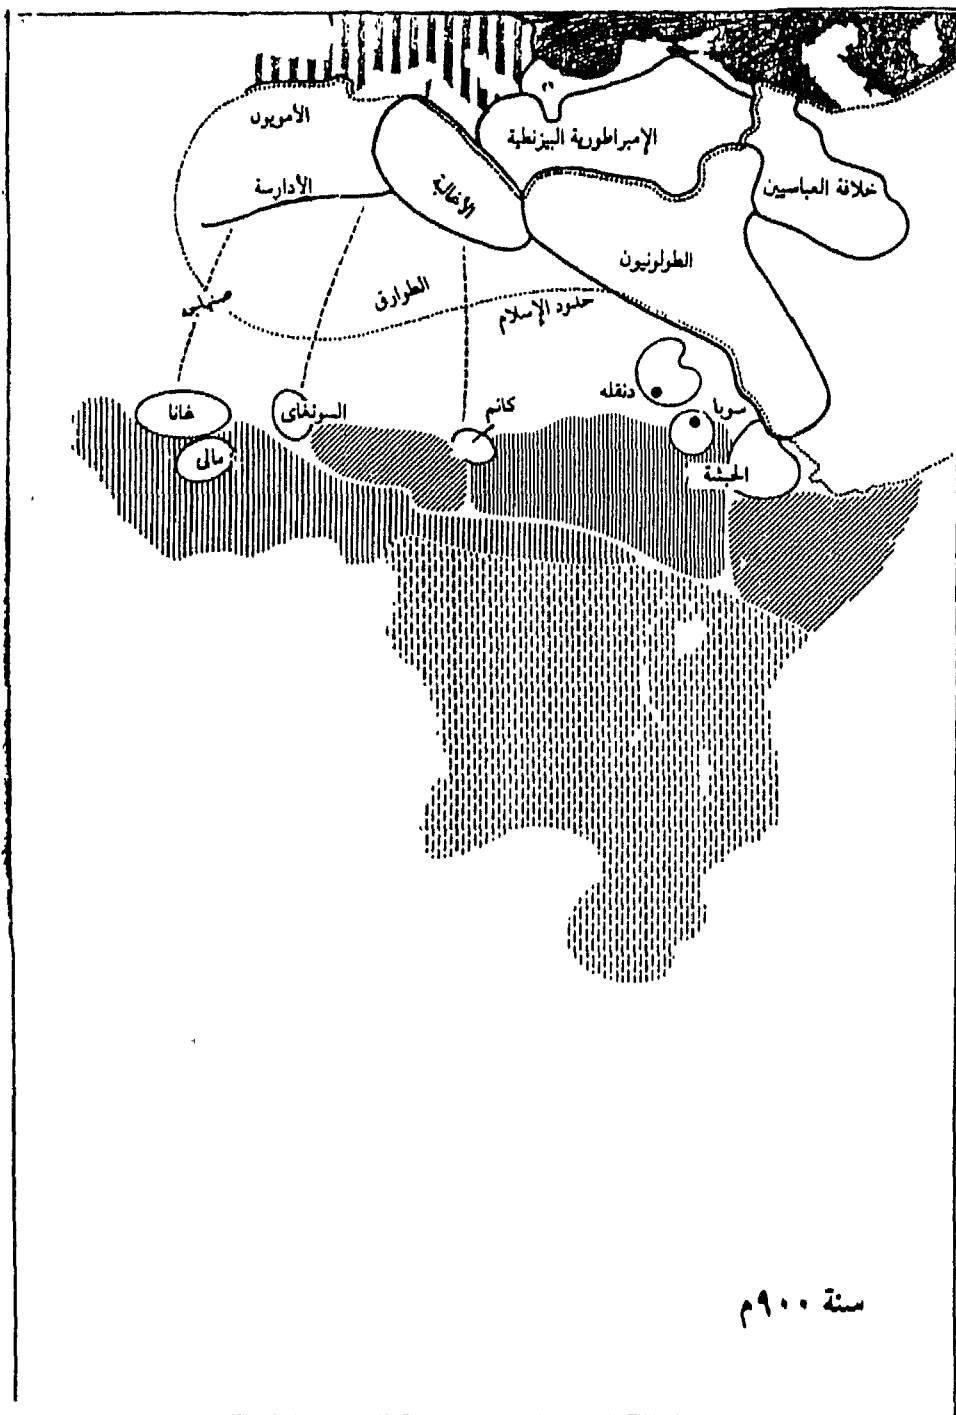 الأمويون
الإمبراطورية البيزنطية
خلافة العباسيين
الأدارسة
الأغالبة
الطولونيون
صنهاجه
الطوارق
حدود الإسلام
دنقله
سوبا
كانم
السونغاى
غانا
مالى
الحبشة
سنة ٩٠٠م